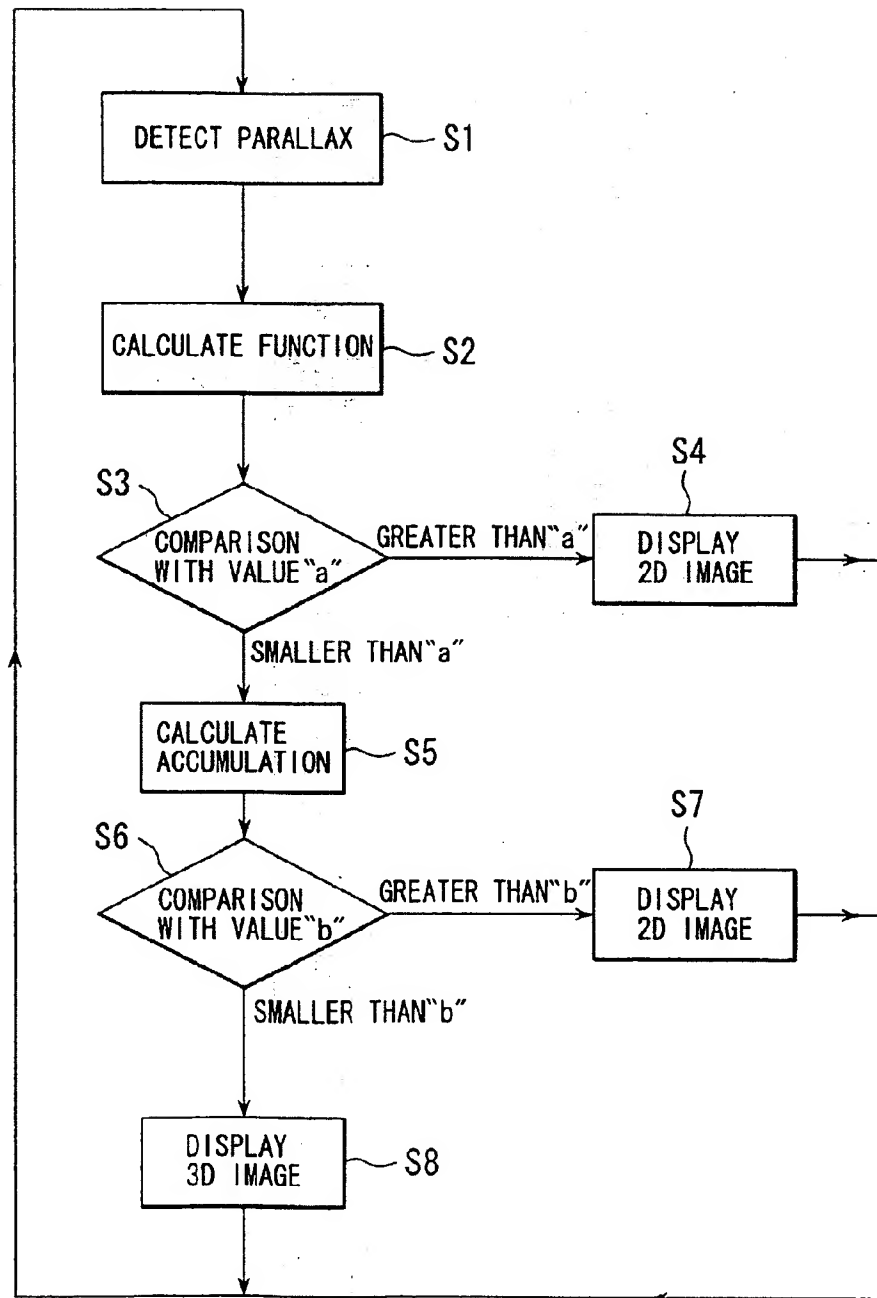 DETECT PARALLAX
S1
CALCULATE FUNCTION
S2
S3
COMPARISON
WITH VALUE“a”
GREATER THAN“a”
S4
DISPLAY
2D IMAGE
SMALLER THAN“a”
CALCULATE
ACCUMULATION
S5
S6
COMPARISON
WITH VALUE“b”
GREATER THAN“b”
S7
DISPLAY
2D IMAGE
SMALLER THAN“b”
DISPLAY
3D IMAGE
S8